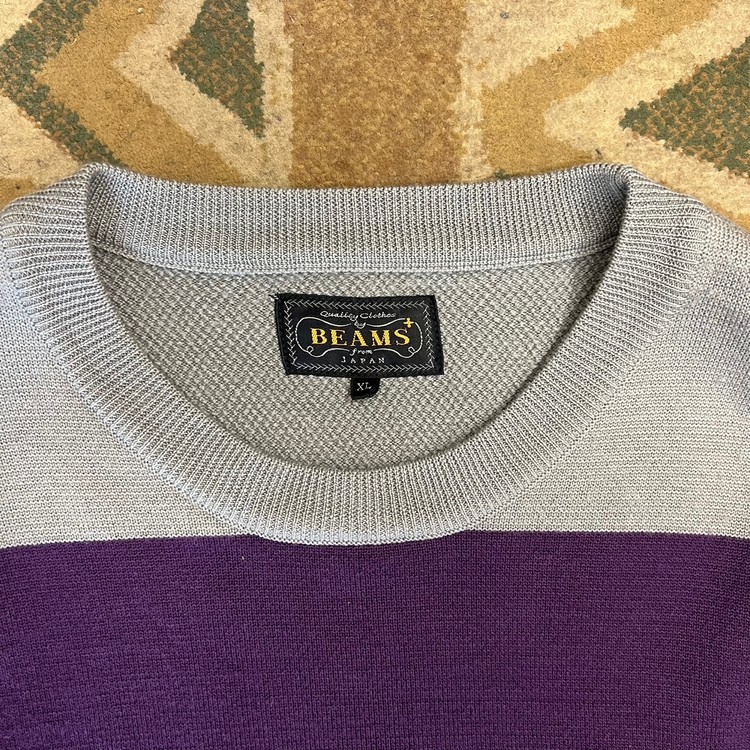 Quality Clothes
by
BEAMS+
from
JAPAN
XL